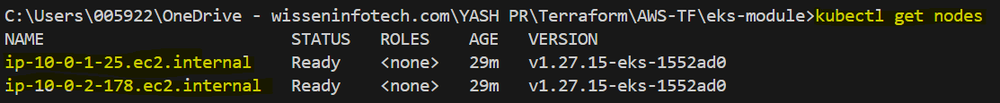 C:\Users\005922\OneDrive - wisseninfotech.com\YASH PR\Terraform\AWS-TF\eks-module>kubectl get nodes
NAME STATUS ROLES AGE VERSION
ip-10-0-1-25.ec2.internal Ready <none> 29m v1.27.15-eks-1552ad0
ip-10-0-2-178.ec2.internal Ready <none> 29m v1.27.15-eks-1552ad0